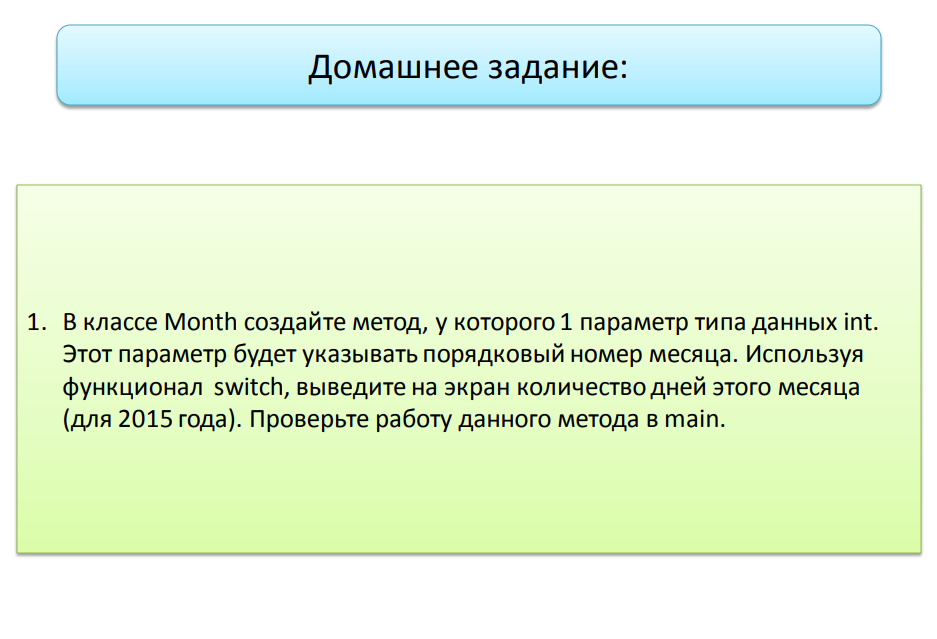 Домашнее задание:
1. В классе Month создайте метод, у которого 1 параметр типа данных int.
Этот параметр будет указывать порядковый номер месяца. Используя
функционал switch, выведите на экран количество дней этого месяца
(для 2015 года). Проверьте работу данного метода в main.